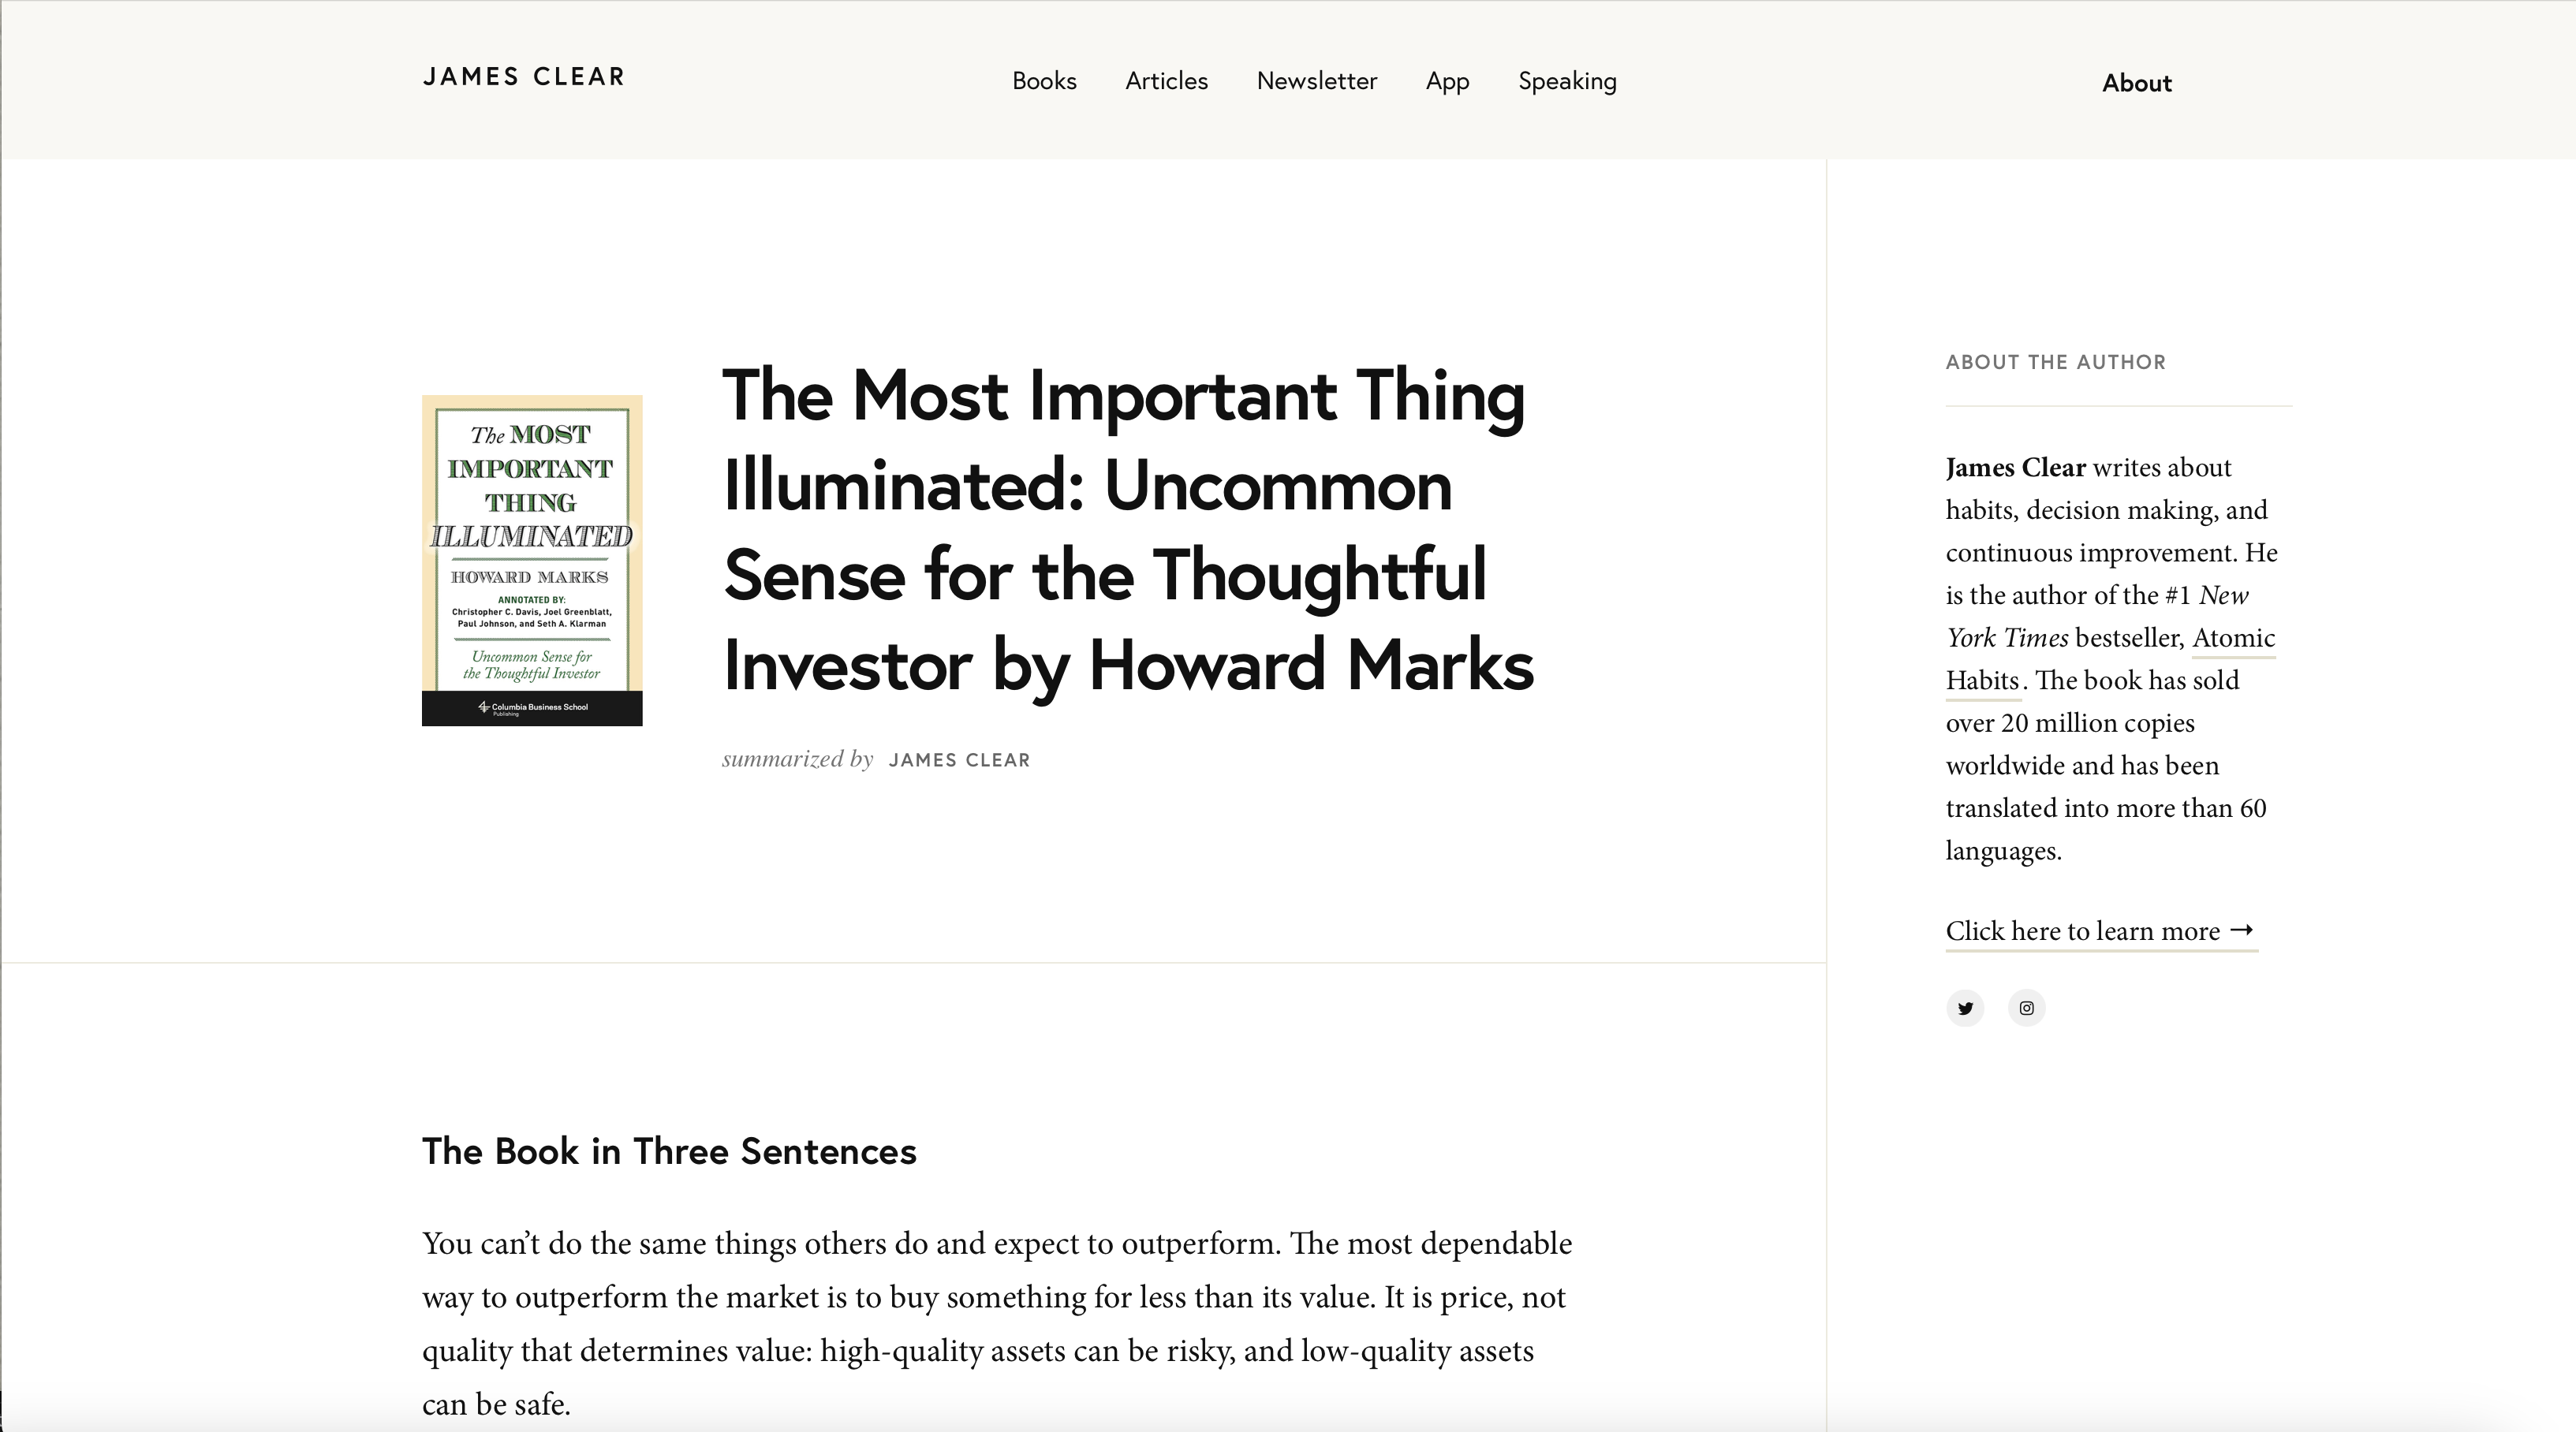 JAMES CLEAR
Books Articles Newsletter App Speaking
About
The MOST
IMPORTANT
THING
ILLUMINATED
HOWARD MARKS
ANNOTATED BY:
Christopher C. Davis, Joel Greenblatt,
Paul Johnson, and Seth A. Klarman
Uncommon Sense for
the Thoughtful Investor
Columbia Business School
Publishing
The Most Important Thing
Illuminated: Uncommon
Sense for the Thoughtful
Investor by Howard Marks
summarized by JAMES CLEAR
The Book in Three Sentences
You can’t do the same things others do and expect to outperform. The most dependable
way to outperform the market is to buy something for less than its value. It is price, not
quality that determines value: high-quality assets can be risky, and low-quality assets
can be safe.
ABOUT THE AUTHOR
James Clear writes about
habits, decision making, and
continuous improvement. He
is the author of the #1 New
York Times bestseller, Atomic
Habits. The book has sold
over 20 million copies
worldwide and has been
translated into more than 60
languages.
Click here to learn more →